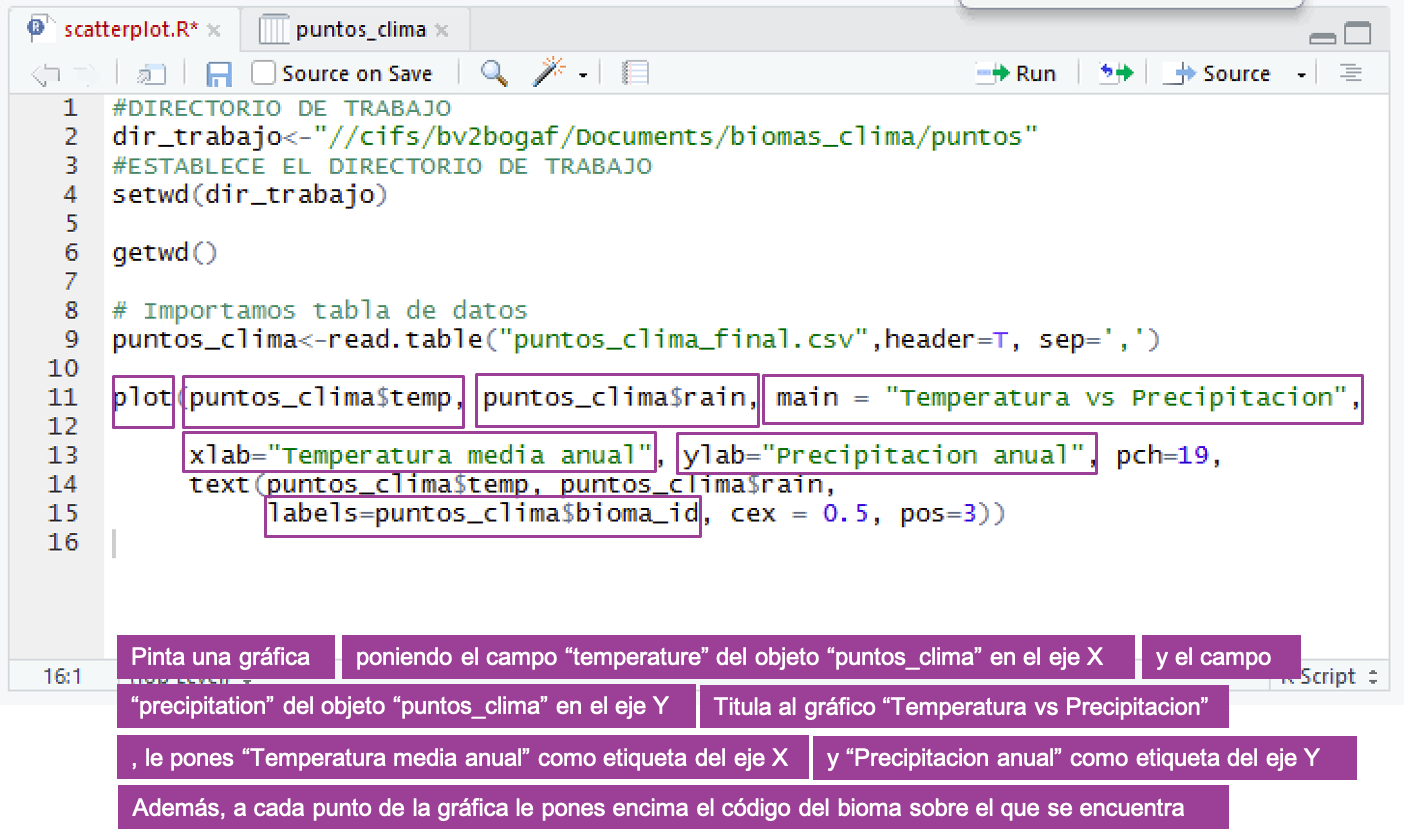 scatterplot.R* × puntos_clima ×
Source on Save Run Source
1 #DIRECTORIO DE TRABAJO
2 dir_trabajo<-"//cifs/bv2bogaf/Documents/biomas_clima/puntos"
3 #ESTABLECE EL DIRECTORIO DE TRABAJO
4 setwd(dir_trabajo)
5
6 getwd()
7
8 # Importamos tabla de datos
9 puntos_clima<-read.table("puntos_clima_final.csv",header=T, sep=',')
10
11 plot(puntos_clima$temp, puntos_clima$rain, main = "Temperatura vs Precipitacion",
12
13 xlab="Temperatura media anual", ylab="Precipitacion anual", pch=19,
14 text(puntos_clima$temp, puntos_clima$rain,
15 labels=puntos_clima$bioma_id, cex = 0.5, pos=3))
16
Pinta una gráfica poniendo el campo “temperature” del objeto “puntos_clima” en el eje X y el campo
16:1 Script
“precipitation” del objeto “puntos_clima” en el eje Y Titula al gráfico “Temperatura vs Precipitacion”
, le pones “Temperatura media anual” como etiqueta del eje X y “Precipitacion anual” como etiqueta del eje Y
Además, a cada punto de la gráfica le pones encima el código del bioma sobre el que se encuentra